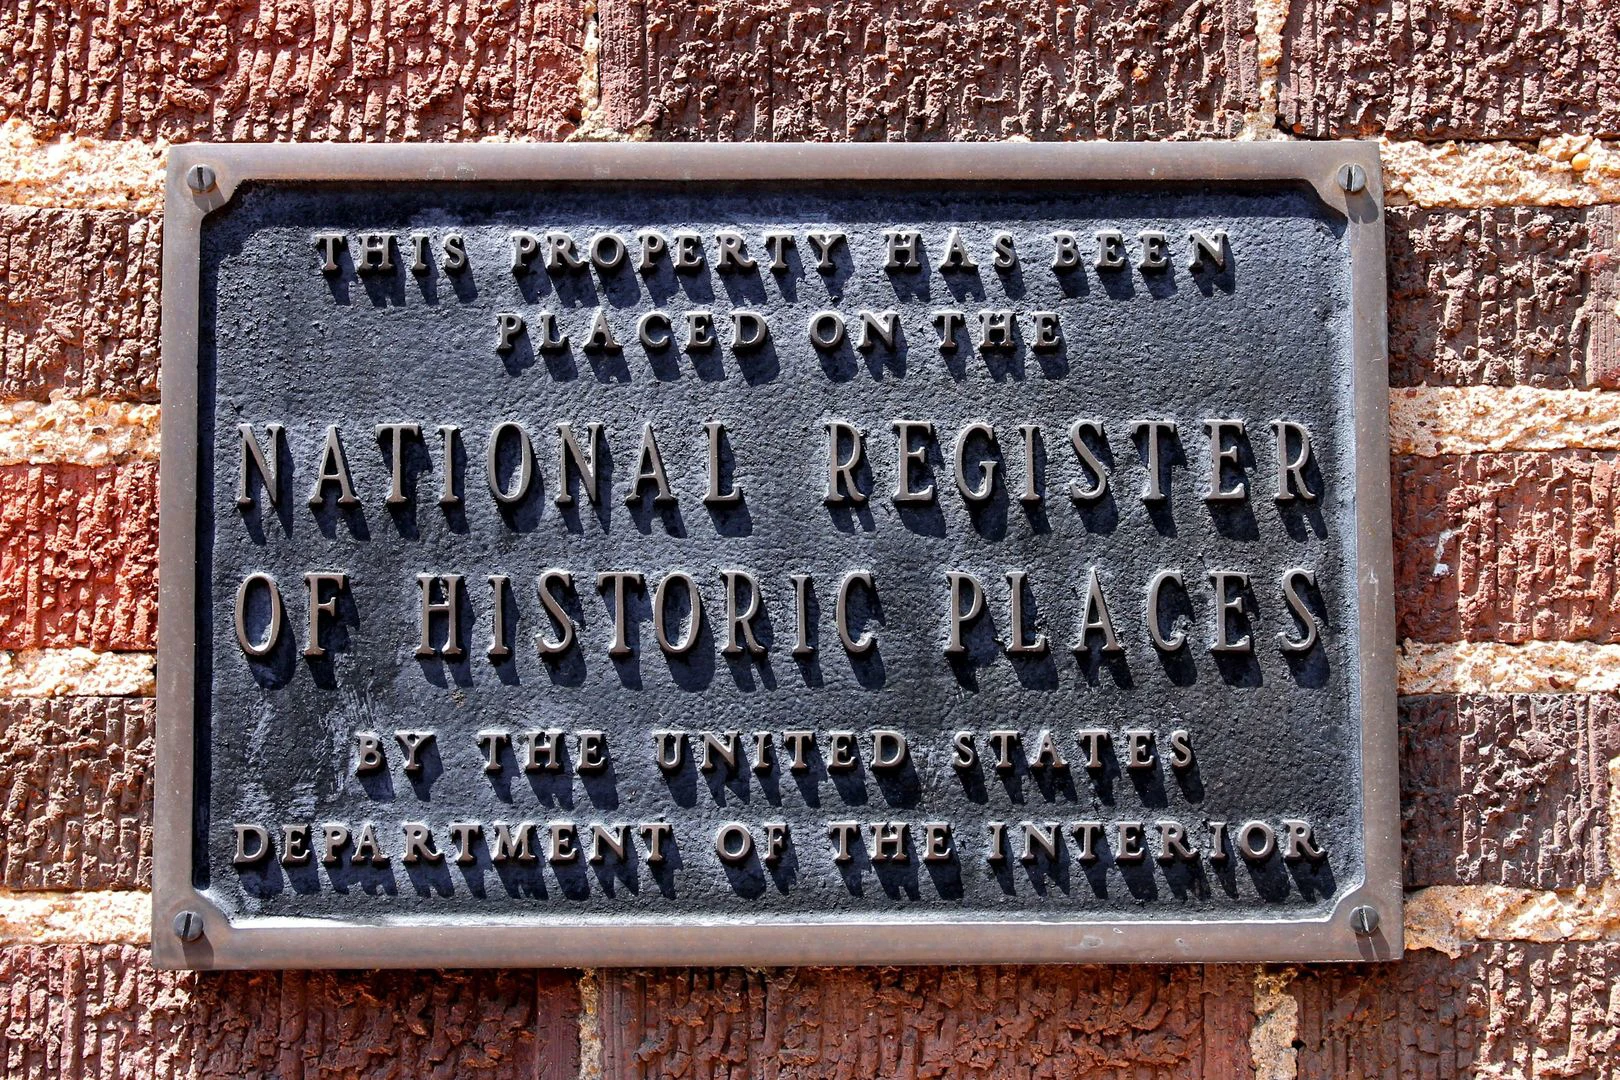 THIS PROPERTY HAS BEEN
PLACED ON THE
NATIONAL REGISTER
OF HISTORIC PLACES
BY THE UNITED STATES
DEPARTMENT OF THE INTERIOR